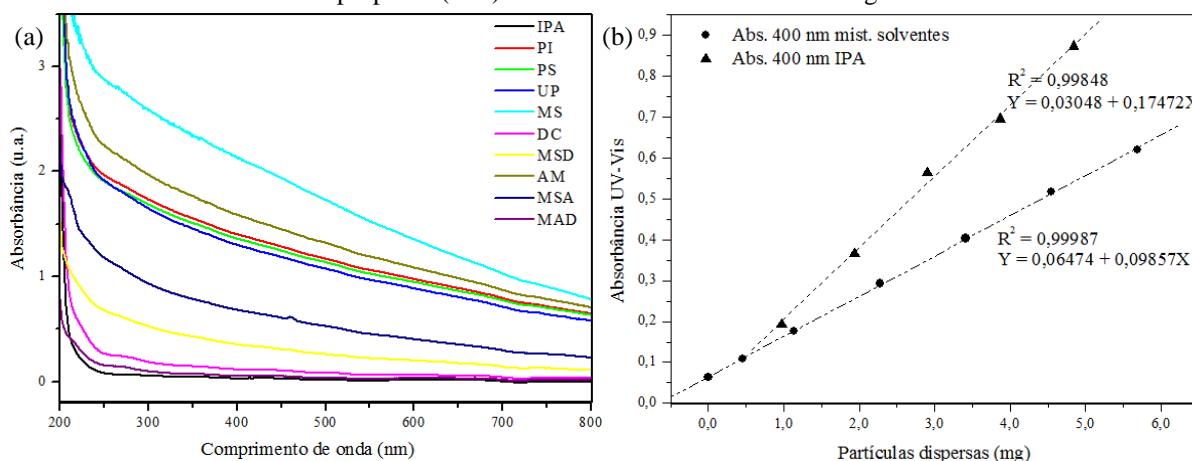 (a)
IPA
PI
PS
UP
MS
DC
MSD
AM
MSA
MAD
3
2
1
0
200 300 400 500 600 700 800
Absorbância (u.a.)
Comprimento de onda (nm)
(b)
Abs. 400 nm mist. solventes
Abs. 400 nm IPA
R² = 0,99848
Y = 0,03048 + 0,17472X
R² = 0,99987
Y = 0,06474 + 0,09857X
0,9
0,8
0,7
0,6
0,5
0,4
0,3
0,2
0,1
0,0
0,0 1,0 2,0 3,0 4,0 5,0 6,0
Absorbância UV-Vis
Partículas dispersas (mg)